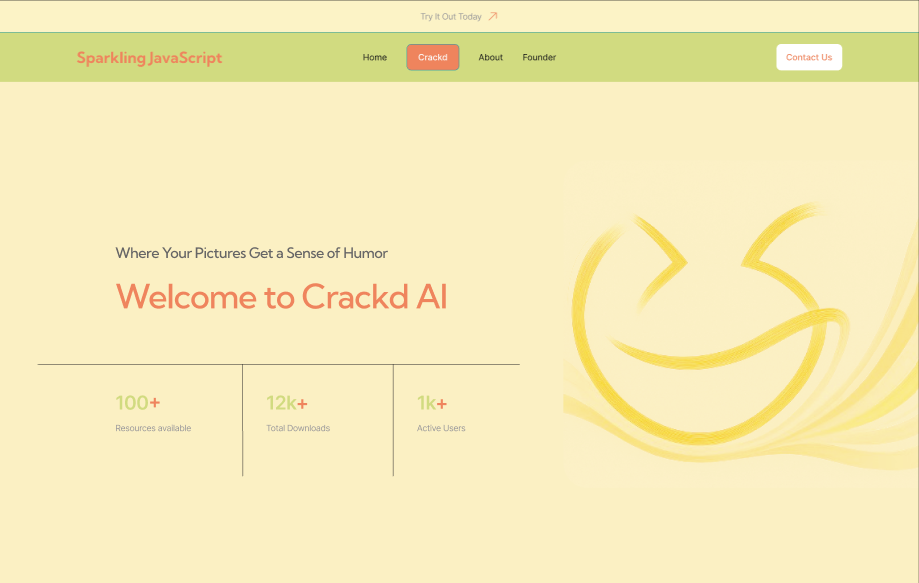 Try It Out Today
Sparkling JavaScript
Home
Crackd
About
Founder
Contact Us
Where Your Pictures Get a Sense of Humor
Welcome to Crackd AI
100+
Resources available
12k+
Total Downloads
1k+
Active Users